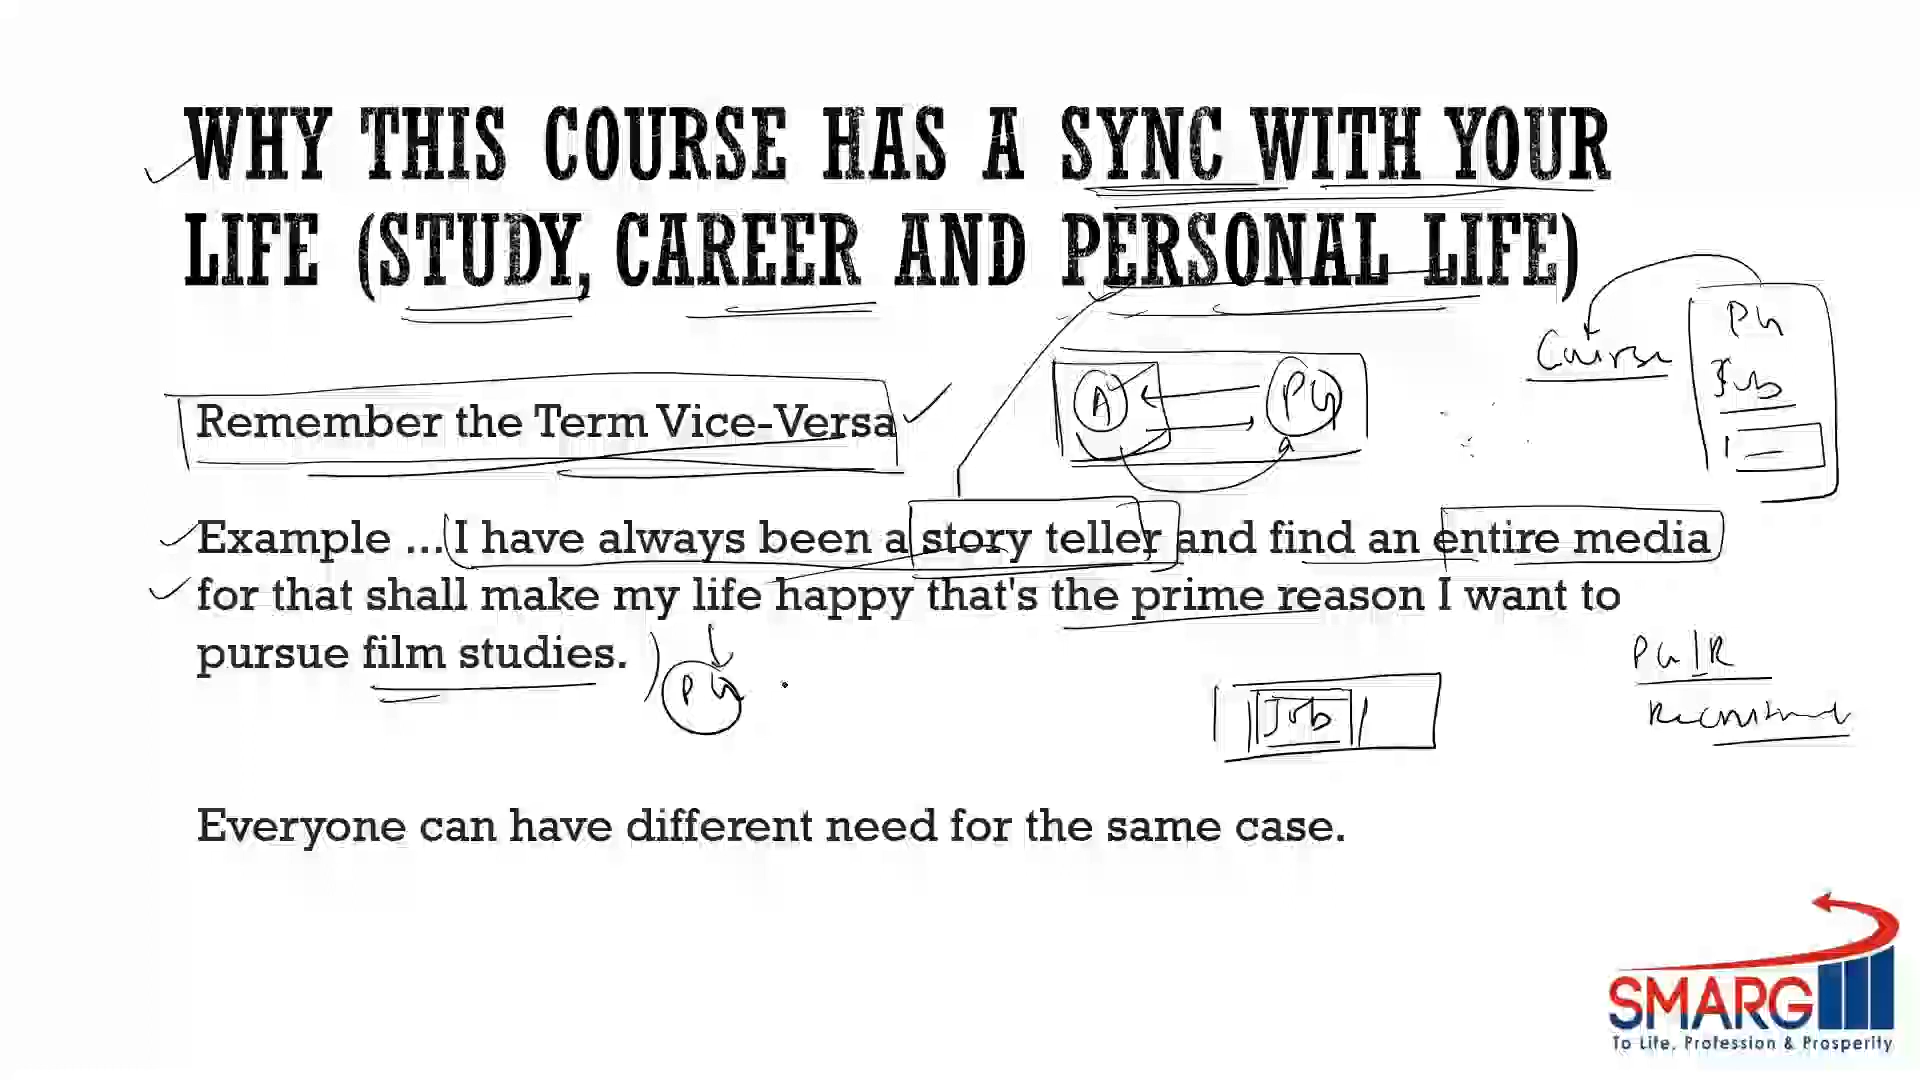 WHY THIS COURSE HAS A SYNC WITH YOUR
LIFE (STUDY, CAREER AND PERSONAL LIFE)
Course
Job
Remember the Term Vice-Versa
A
Example ...I have always been a story teller and find an entire media
for that shall make my life happy that's the prime reason I want to
pursue film studies.
Job
Everyone can have different need for the same case.
SMARG
To Life, Profession & Prosperity